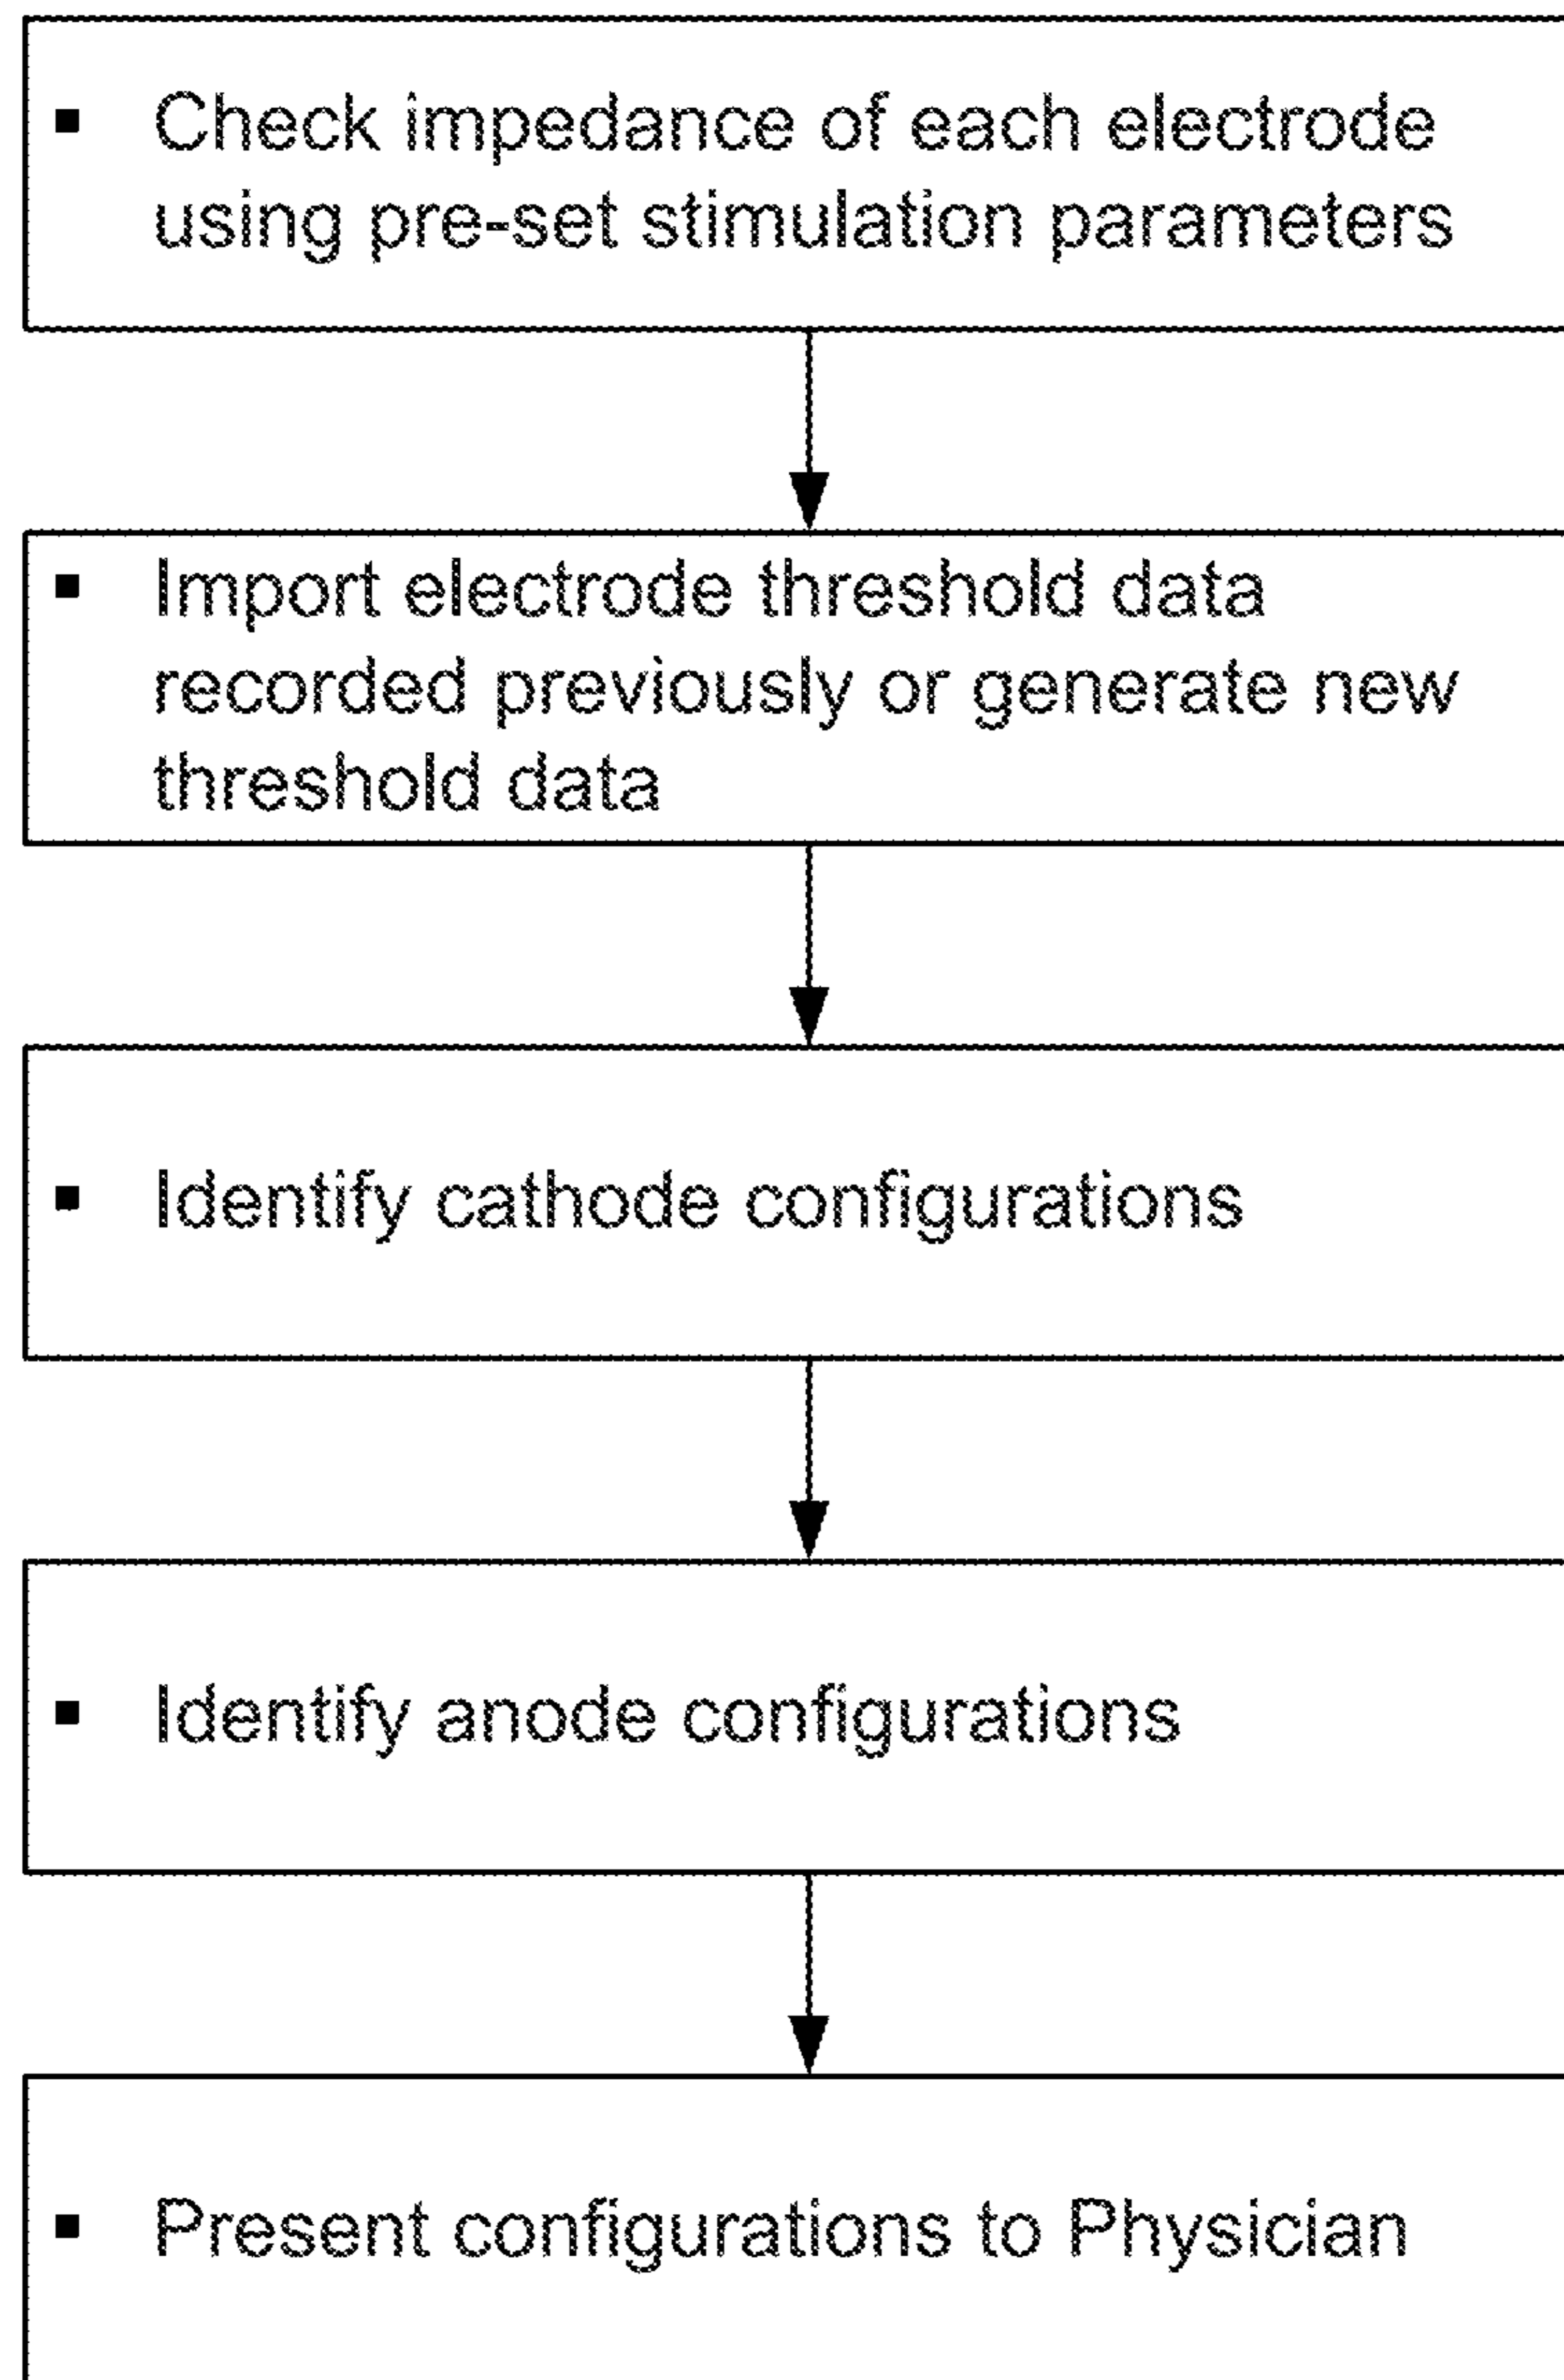 ▪ Check impedance of each electrode
using pre-set stimulation parameters
▪ Import electrode threshold data
recorded previously or generate new
threshold data
▪ Identify cathode configurations
▪ Identify anode configurations
▪ Present configurations to Physician